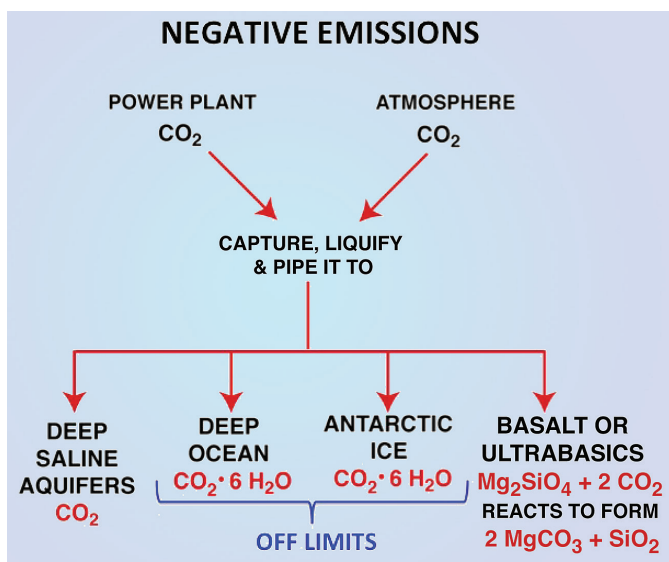 NEGATIVE EMISSIONS
POWER PLANT
CO₂
ATMOSPHERE
CO₂
CAPTURE, LIQUIFY
& PIPE IT TO
DEEP
SALINE
AQUIFERS
CO₂
DEEP
OCEAN
CO₂• 6 H₂O
ANTARCTIC
ICE
CO₂• 6 H₂O
OFF LIMITS
BASALT OR
ULTRABASICS
Mg₂SiO₄ + 2 CO₂
REACTS TO FORM
2 MgCO₃ + SiO₂